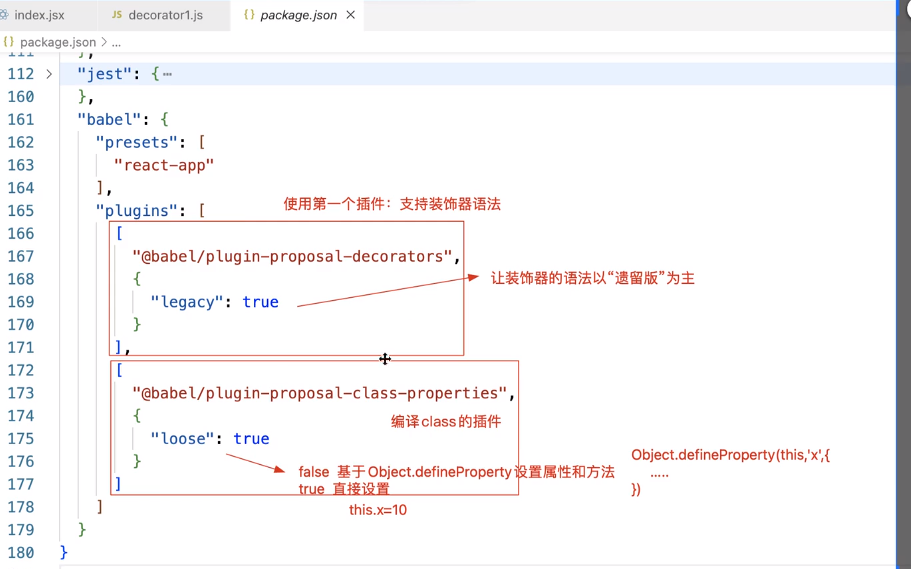 index.jsx
JS decorator1.js
{} package.json ×
{} package.json > ...
112 > "jest": {…
160 },
161 "babel": {
162 "presets": [
163 "react-app"
164 ],
165 "plugins": [
使用第一个插件：支持装饰器语法
166 [
167 "@babel/plugin-proposal-decorators",
168 {
让装饰器的语法以“遗留版”为主
169 "legacy": true
170 }
171 ],
172 [
173 "@babel/plugin-proposal-class-properties",
174 {
编译class的插件
175 "loose": true
176 }
false 基于Object.defineProperty设置属性和方法
Object.defineProperty(this,'x',{
.....
})
177 ]
true 直接设置
178 ]
this.x=10
179 }
180 }